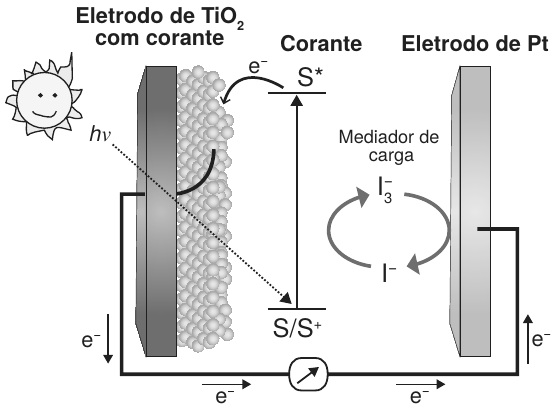 Eletrodo de TiO₂
com corante
Corante
Eletrodo de Pt
e⁻
S*
hν
Mediador de
carga
I₃⁻
I⁻
S/S⁺
e⁻
e⁻
e⁻
e⁻